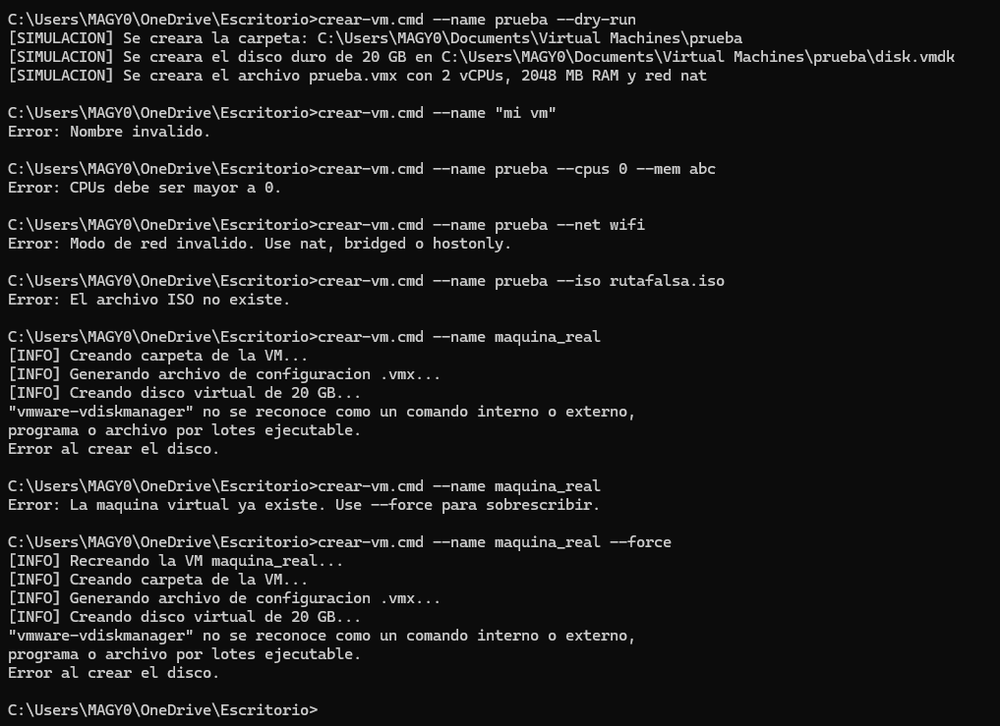 C:\Users\MAGY0\OneDrive\Escritorio>crear-vm.cmd --name prueba --dry-run
[SIMULACION] Se creara la carpeta: C:\Users\MAGY0\Documents\Virtual Machines\prueba
[SIMULACION] Se creara el disco duro de 20 GB en C:\Users\MAGY0\Documents\Virtual Machines\prueba\disk.vmdk
[SIMULACION] Se creara el archivo prueba.vmx con 2 vCPUs, 2048 MB RAM y red nat
C:\Users\MAGY0\OneDrive\Escritorio>crear-vm.cmd --name "mi vm"
Error: Nombre invalido.
C:\Users\MAGY0\OneDrive\Escritorio>crear-vm.cmd --name prueba --cpus 0 --mem abc
Error: CPUs debe ser mayor a 0.
C:\Users\MAGY0\OneDrive\Escritorio>crear-vm.cmd --name prueba --net wifi
Error: Modo de red invalido. Use nat, bridged o hostonly.
C:\Users\MAGY0\OneDrive\Escritorio>crear-vm.cmd --name prueba --iso rutafalsa.iso
Error: El archivo ISO no existe.
C:\Users\MAGY0\OneDrive\Escritorio>crear-vm.cmd --name maquina_real
[INFO] Creando carpeta de la VM...
[INFO] Generando archivo de configuracion .vmx...
[INFO] Creando disco virtual de 20 GB...
"vmware-vdiskmanager" no se reconoce como un comando interno o externo,
programa o archivo por lotes ejecutable.
Error al crear el disco.
C:\Users\MAGY0\OneDrive\Escritorio>crear-vm.cmd --name maquina_real
Error: La maquina virtual ya existe. Use --force para sobrescribir.
C:\Users\MAGY0\OneDrive\Escritorio>crear-vm.cmd --name maquina_real --force
[INFO] Recreando la VM maquina_real...
[INFO] Creando carpeta de la VM...
[INFO] Generando archivo de configuracion .vmx...
[INFO] Creando disco virtual de 20 GB...
"vmware-vdiskmanager" no se reconoce como un comando interno o externo,
programa o archivo por lotes ejecutable.
Error al crear el disco.
C:\Users\MAGY0\OneDrive\Escritorio>